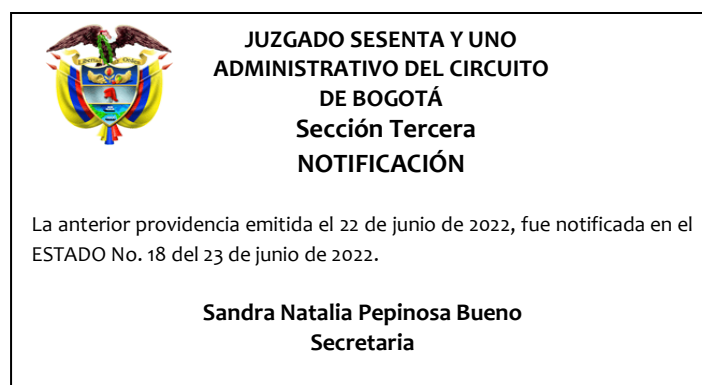 JUZGADO SESENTA Y UNO
ADMINISTRATIVO DEL CIRCUITO
DE BOGOTÁ
Sección Tercera
NOTIFICACIÓN
La anterior providencia emitida el 22 de junio de 2022, fue notificada en el
ESTADO No. 18 del 23 de junio de 2022.
Sandra Natalia Pepinosa Bueno
Secretaria